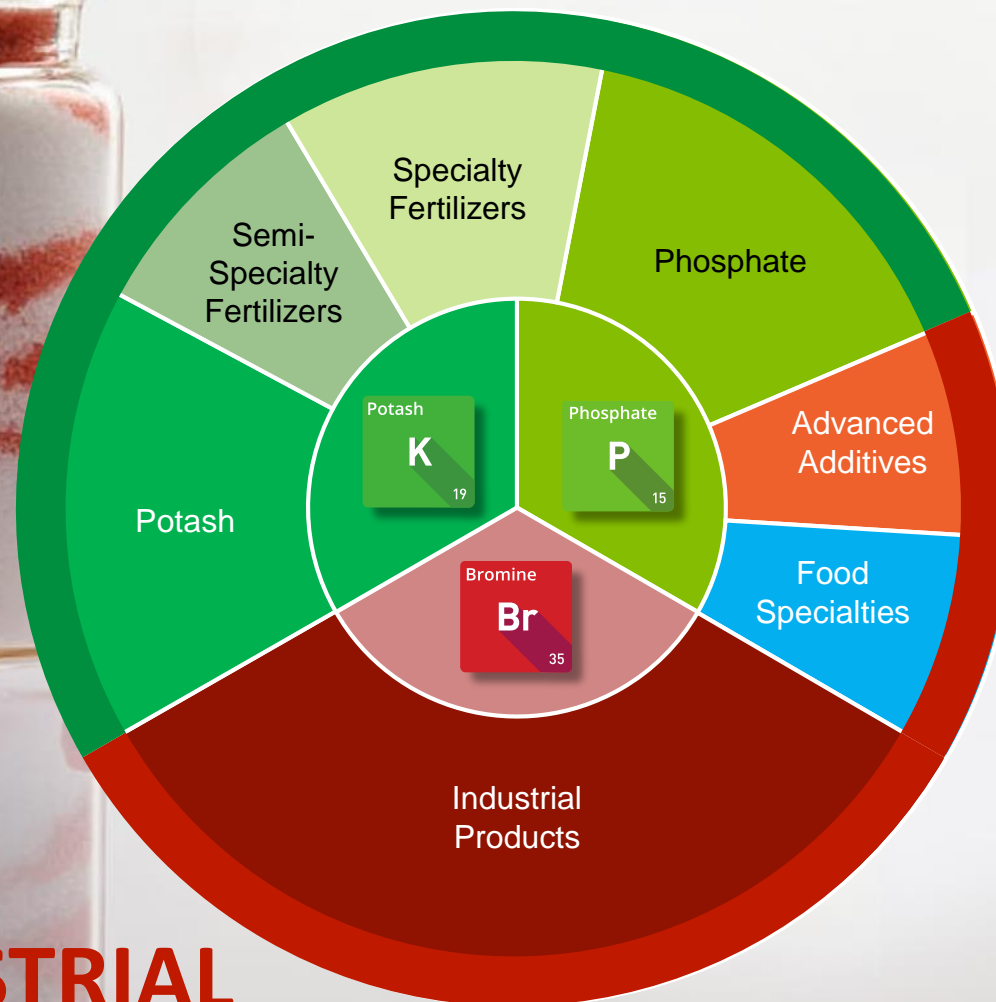 Specialty
Fertilizers
Semi-
Specialty
Fertilizers
Phosphate
Potash
K
19
Phosphate
P
15
Advanced
Additives
Potash
Bromine
Br
35
Food
Specialties
Industrial
Products
STRIAL